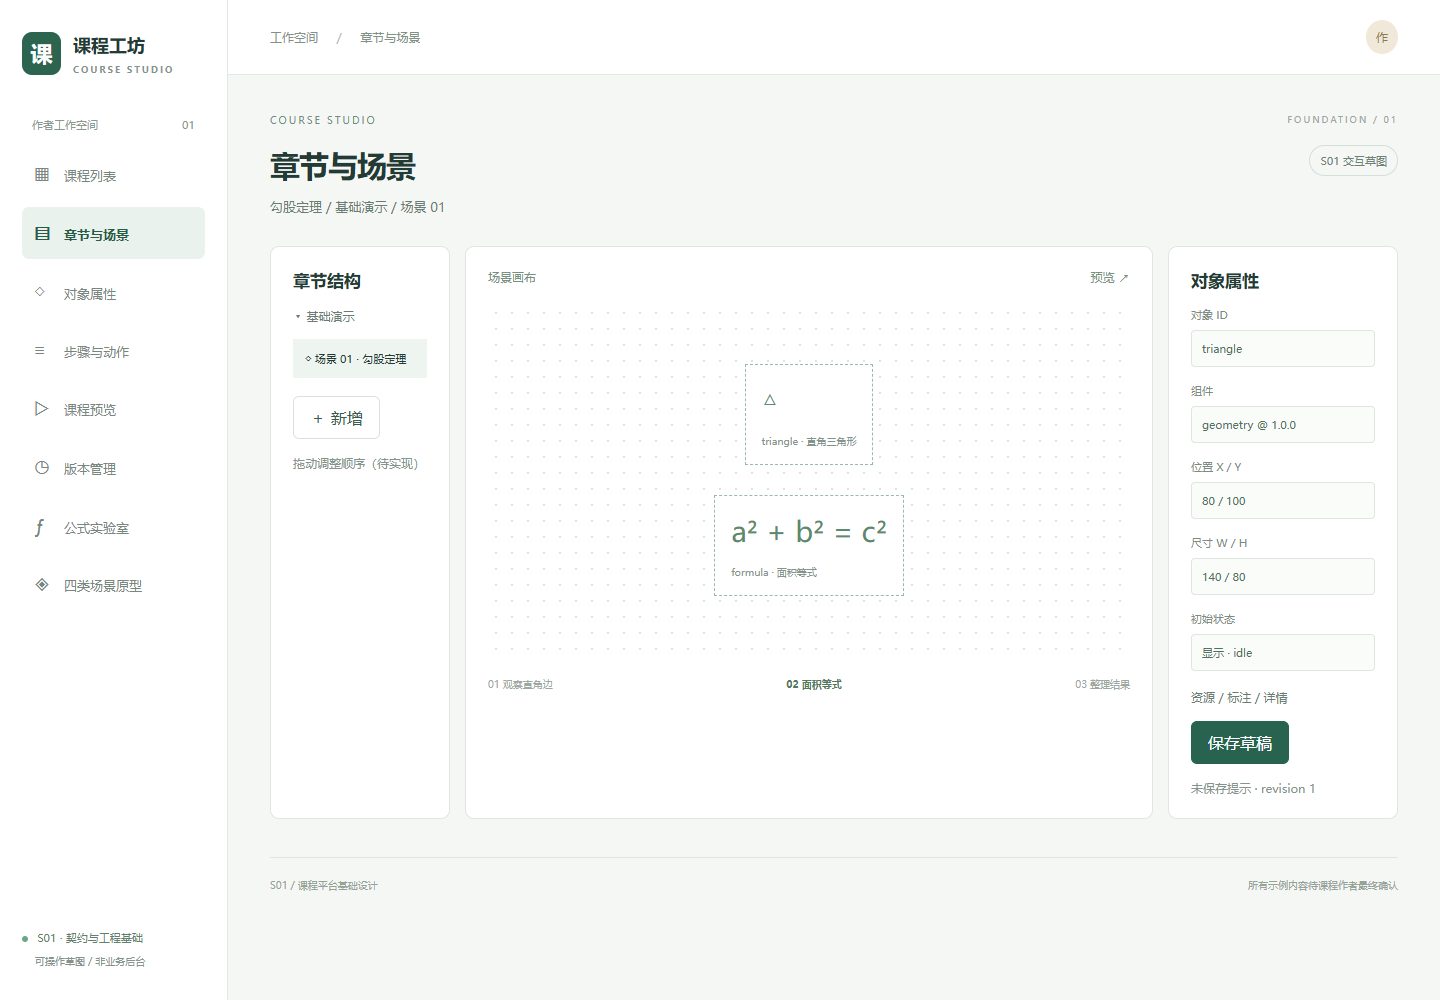 课 课程工坊
COURSE STUDIO
作者工作空间 01
课程列表
章节与场景
对象属性
步骤与动作
课程预览
版本管理
公式实验室
四类场景原型
S01 · 契约与工程基础
可操作草图 / 非业务后台
工作空间 / 章节与场景
作
COURSE STUDIO
FOUNDATION / 01
章节与场景
S01 交互草图
勾股定理 / 基础演示 / 场景 01
章节结构
基础演示
场景 01 · 勾股定理
+ 新增
拖动调整顺序（待实现）
场景画布
预览 ↗
triangle · 直角三角形
a² + b² = c²
formula · 面积等式
01 观察直角边
02 面积等式
03 整理结果
对象属性
对象 ID
triangle
组件
geometry @ 1.0.0
位置 X / Y
80 / 100
尺寸 W / H
140 / 80
初始状态
显示 · idle
资源 / 标注 / 详情
保存草稿
未保存提示 · revision 1
S01 / 课程平台基础设计
所有示例内容待课程作者最终确认